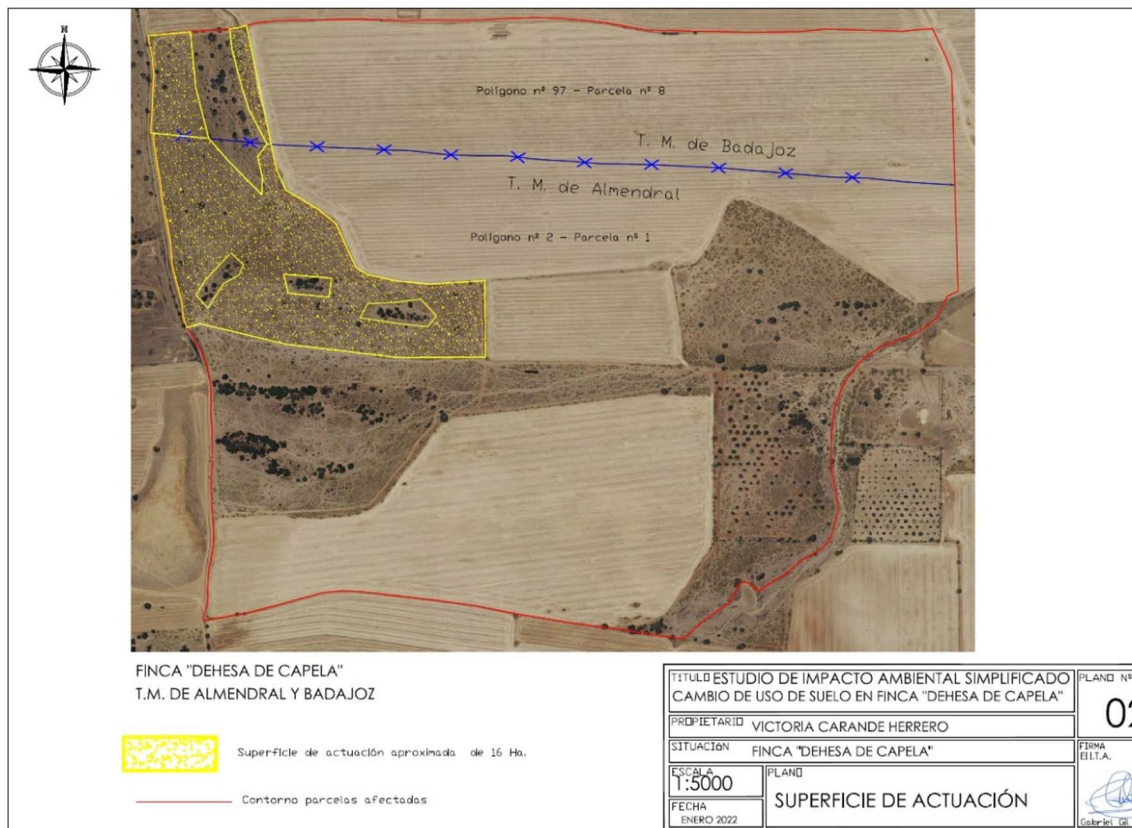 N
Polígono nº 97 - Parcela nº 8
T. M. de Badajoz
T. M. de Almendral
Polígono nº 2 - Parcela nº 1
FINCA "DEHESA DE CAPELA"
T.M. DE ALMENDRAL Y BADAJOZ
Superficie de actuación aproximada de 16 Ha.
Contorno parcelas afectadas
TITULO ESTUDIO DE IMPACTO AMBIENTAL SIMPLIFICADO
CAMBIO DE USO DE SUELO EN FINCA "DEHESA DE CAPELA"
PROPIETARIO VICTORIA CARANDE HERRERO
SITUACIÓN FINCA "DEHESA DE CAPELA"
ESCALA
1:5000
FECHA
ENERO 2022
PLANO
SUPERFICIE DE ACTUACIÓN
PLANO Nº
02
FIRMA
Gabriel Gil